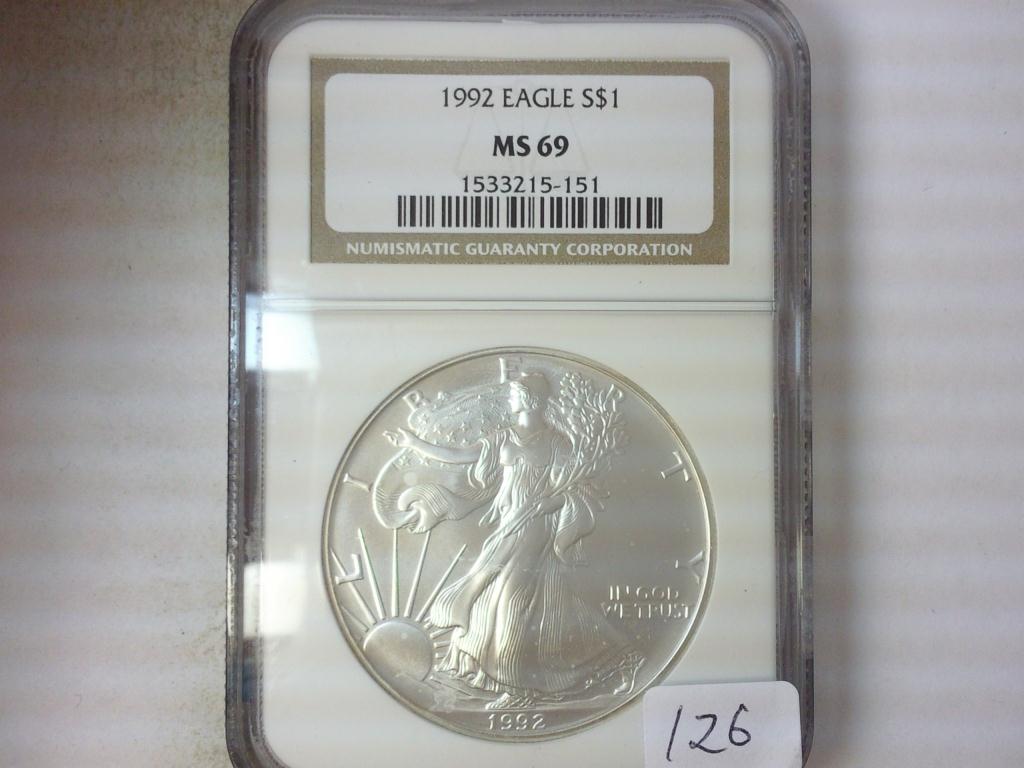 1992 EAGLE S$1
MS 69
1533215-151
NUMISMATIC GUARANTY CORPORATION
LIBERTY
IN GOD
WE TRUST
1992
126